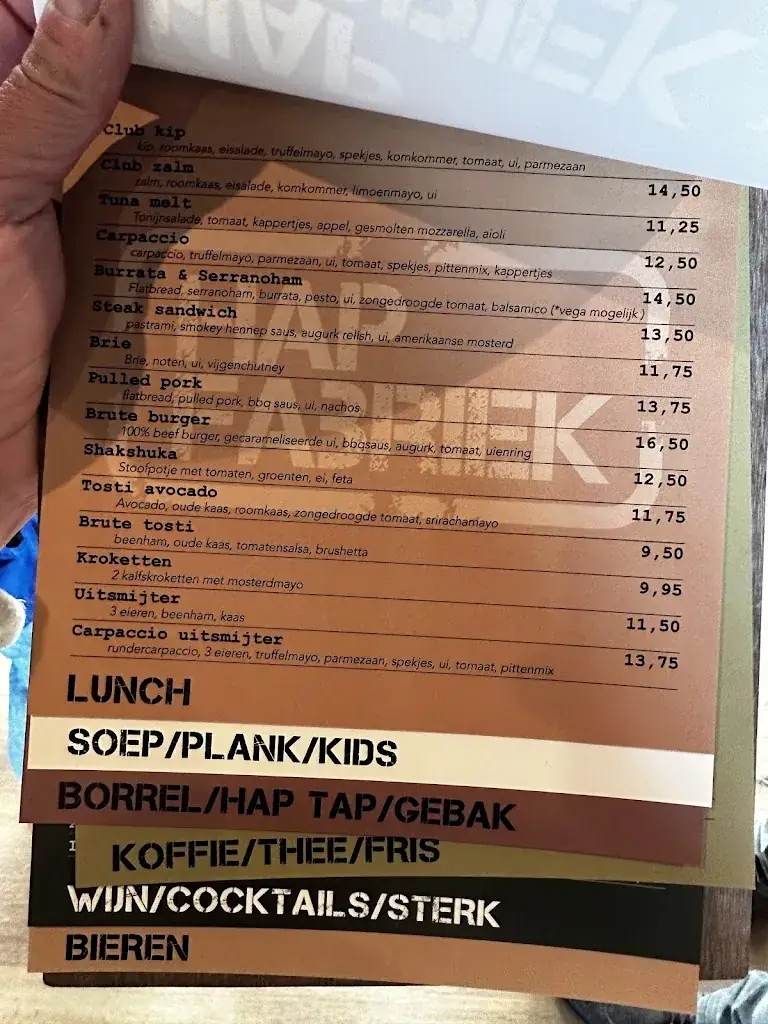 Club kip
kip, roomkaas, eisalade, truffelmayo, spekjes, komkommer, tomaat, ui, parmezaan
Club zalm 14,50
zalm, roomkaas, eisalade, komkommer, limoenmayo, ui
Tuna melt 11,25
Tonijnsalade, tomaat, kappertjes, appel, gesmolten mozzarella, aioli
Carpaccio 12,50
carpaccio, truffelmayo, parmezaan, ui, tomaat, spekjes, pittenmix, kappertjes
Burrata & Serranoham 14,50
Flatbread, serranoham, burrata, pesto, ui, zongedroogde tomaat, balsamico (*vega mogelijk)
Steak sandwich 13,50
pastrami, smokey hennep saus, augurk relish, ui, amerikaanse mosterd
Brie 11,75
Brie, noten, ui, vijgenchutney
Pulled pork 13,75
flatbread, pulled pork, bbq saus, ui, nachos
Brute burger 16,50
100% beef burger, gecarameliseerde ui, bbqsaus, augurk, tomaat, uienring
Shakshuka 12,50
Stoofpotje met tomaten, groenten, ei, feta
Tosti avocado 11,75
Avocado, oude kaas, roomkaas, zongedroogde tomaat, srirachamayo
Brute tosti 9,50
beenham, oude kaas, tomatensalsa, brushetta
Kroketten 9,95
2 kalfskroketten met mosterdmayo
Uitsmijter 11,50
3 eieren, beenham, kaas
Carpaccio uitsmijter 13,75
rundercarpaccio, 3 eieren, truffelmayo, parmezaan, spekjes, ui, tomaat, pittenmix
HAP
FABRIEK
LUNCH
SOEP/PLANK/KIDS
BORREL/HAP TAP/GEBAK
KOFFIE/THEE/FRIS
WIJN/COCKTAILS/STERK
BIEREN